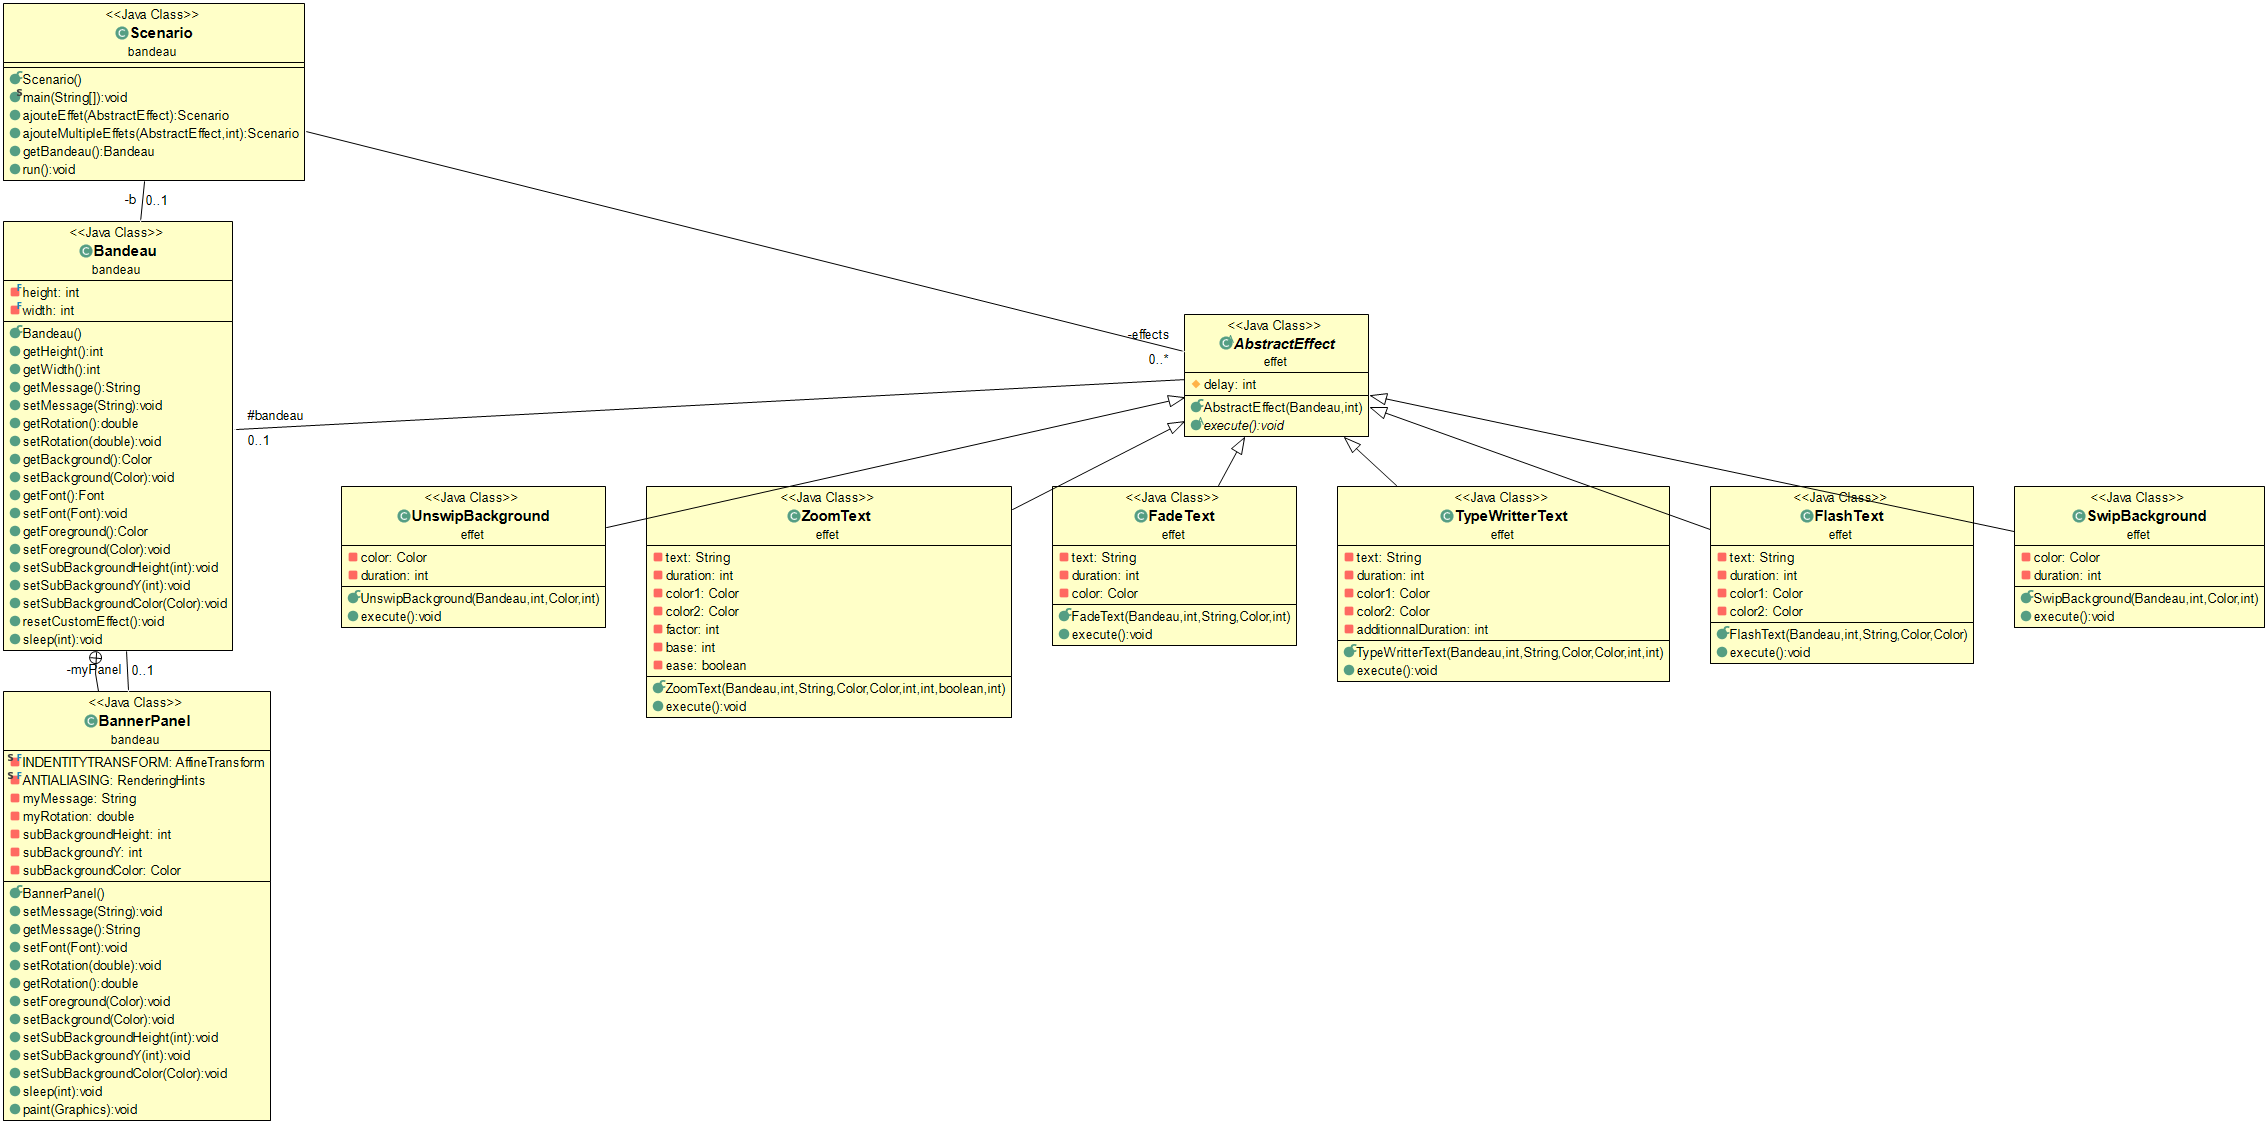 <<Java Class>>
Scenario
bandeau
Scenario()
main(String[]):void
ajouteEffet(AbstractEffect):Scenario
ajouteMultipleEffets(AbstractEffect,int):Scenario
getBandeau():Bandeau
run():void
-b 0..1
<<Java Class>>
Bandeau
bandeau
height: int
width: int
Bandeau()
getHeight():int
getWidth():int
getMessage():String
setMessage(String):void
getRotation():double
setRotation(double):void
getBackground():Color
setBackground(Color):void
getFont():Font
setFont(Font):void
getForeground():Color
setForeground(Color):void
setSubBackgroundHeight(int):void
setSubBackgroundY(int):void
setSubBackgroundColor(Color):void
resetCustomEffect():void
sleep(int):void
-myPanel 0..1
<<Java Class>>
BannerPanel
bandeau
INDENTITYTRANSFORM: AffineTransform
ANTIALIASING: RenderingHints
myMessage: String
myRotation: double
subBackgroundHeight: int
subBackgroundY: int
subBackgroundColor: Color
BannerPanel()
setMessage(String):void
getMessage():String
setFont(Font):void
setRotation(double):void
getRotation():double
setForeground(Color):void
setBackground(Color):void
setSubBackgroundHeight(int):void
setSubBackgroundY(int):void
setSubBackgroundColor(Color):void
sleep(int):void
paint(Graphics):void
-effects
0..*
#bandeau
0..1
<<Java Class>>
AbstractEffect
effet
delay: int
AbstractEffect(Bandeau,int)
execute():void
<<Java Class>>
UnswipBackground
effet
color: Color
duration: int
UnswipBackground(Bandeau,int,Color,int)
execute():void
<<Java Class>>
ZoomText
effet
text: String
duration: int
color1: Color
color2: Color
factor: int
base: int
ease: boolean
ZoomText(Bandeau,int,String,Color,Color,int,int,boolean,int)
execute():void
<<Java Class>>
FadeText
effet
text: String
duration: int
color: Color
FadeText(Bandeau,int,String,Color,int)
execute():void
<<Java Class>>
TypeWritterText
effet
text: String
duration: int
color1: Color
color2: Color
additionnalDuration: int
TypeWritterText(Bandeau,int,String,Color,Color,int,int)
execute():void
<<Java Class>>
FlashText
effet
text: String
duration: int
color1: Color
color2: Color
FlashText(Bandeau,int,String,Color,Color)
execute():void
<<Java Class>>
SwipBackground
effet
color: Color
duration: int
SwipBackground(Bandeau,int,Color,int)
execute():void